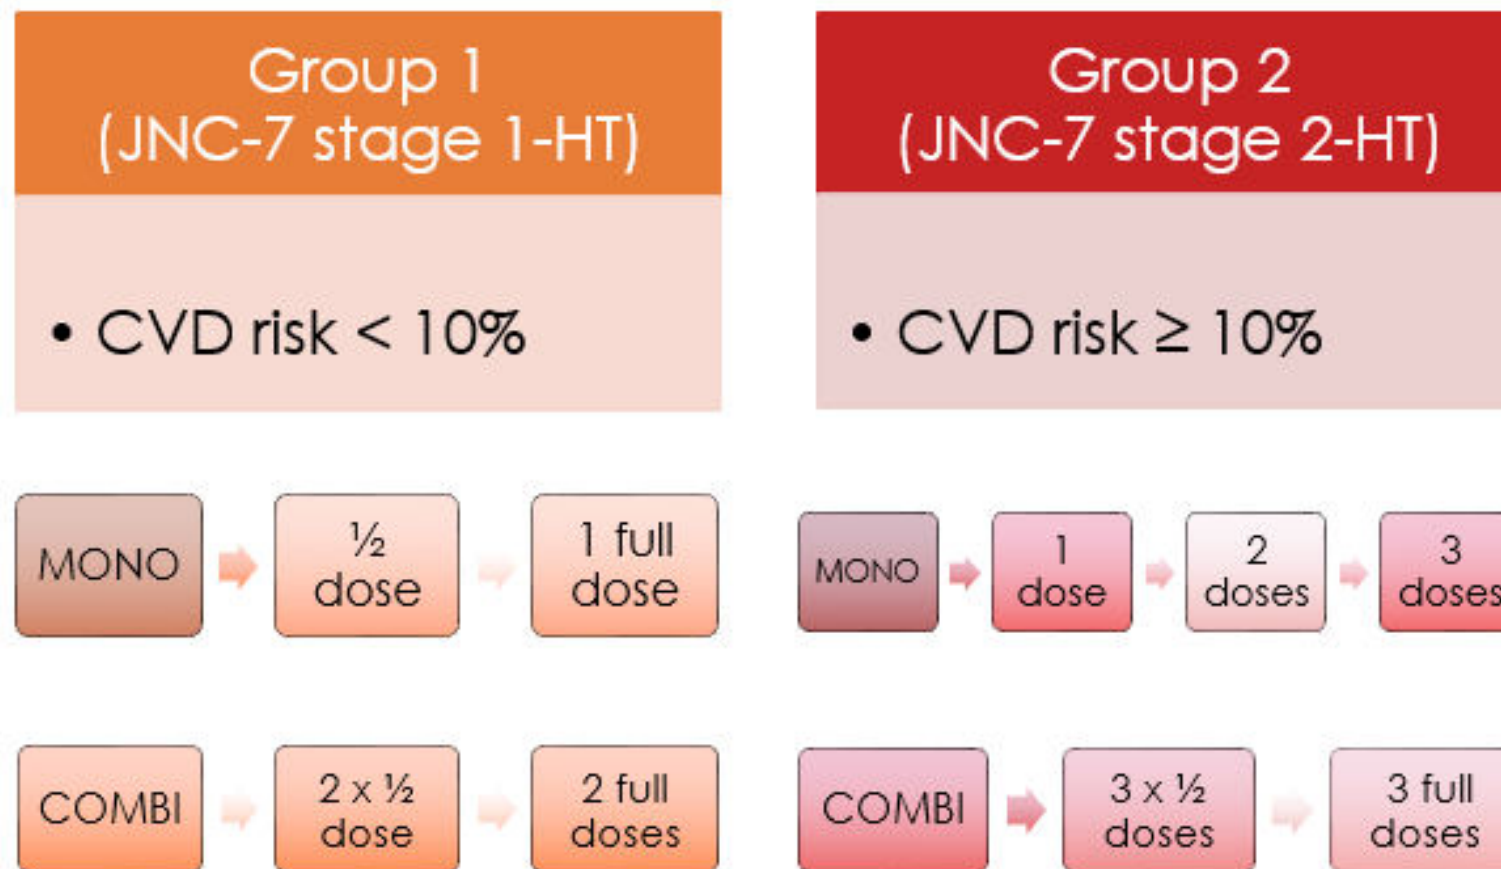 Group 1
(JNC-7 stage 1-HT)
• CVD risk < 10%
MONO
½
dose
1 full
dose
COMBI
2 x ½
dose
2 full
doses
Group 2
(JNC-7 stage 2-HT)
• CVD risk ≥ 10%
MONO
1
dose
2
doses
3
doses
COMBI
3 x ½
doses
3 full
doses